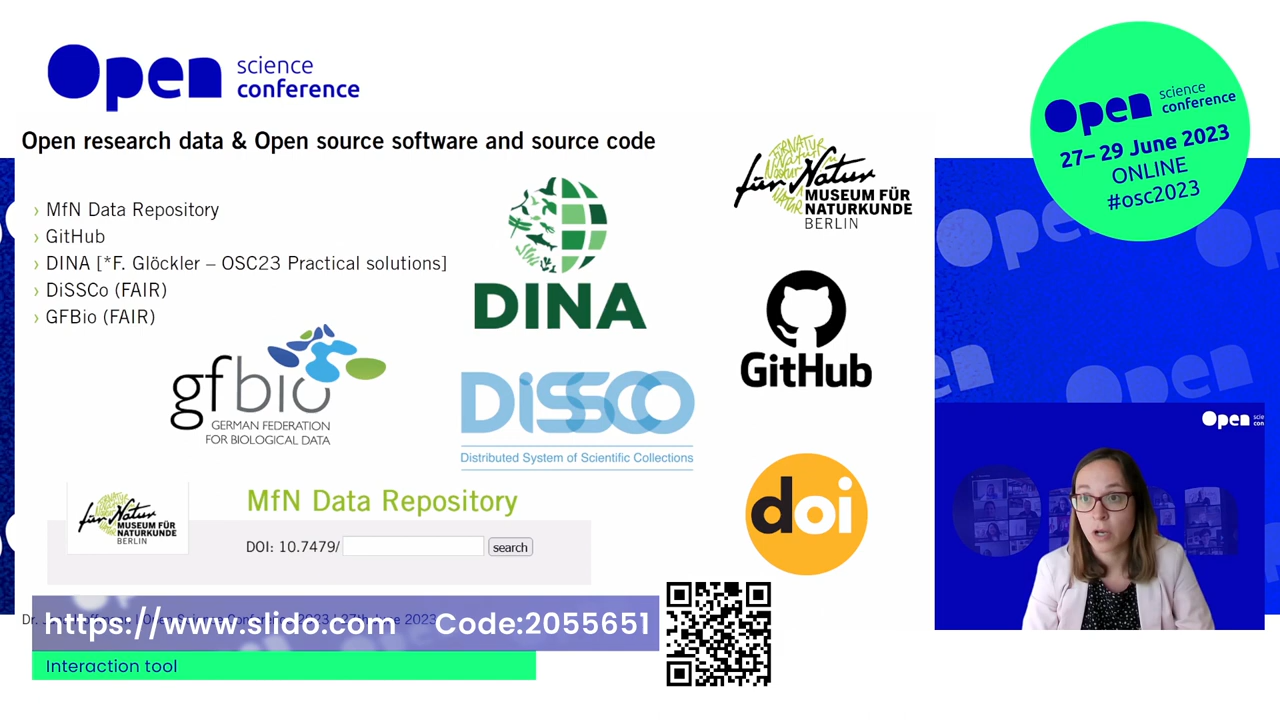 Open science conference
Open research data & Open source software and source code
› MfN Data Repository
› GitHub
› DINA [*F. Glöckler – OSC23 Practical solutions]
› DiSSCo (FAIR)
› GFBio (FAIR)
gfbio
GERMAN FEDERATION
FOR BIOLOGICAL DATA
DINA
DiSSCO
Distributed System of Scientific Collections
für Natur
MUSEUM FÜR
NATURKUNDE
BERLIN
GitHub
doi
für Natur
MUSEUM FÜR
NATURKUNDE
BERLIN
MfN Data Repository
DOI: 10.7479/ search
https://www.slido.com Code:2055651
Interaction tool
Open science conference
27– 29 June 2023
ONLINE
#osc2023
Open
Open
Open
Open